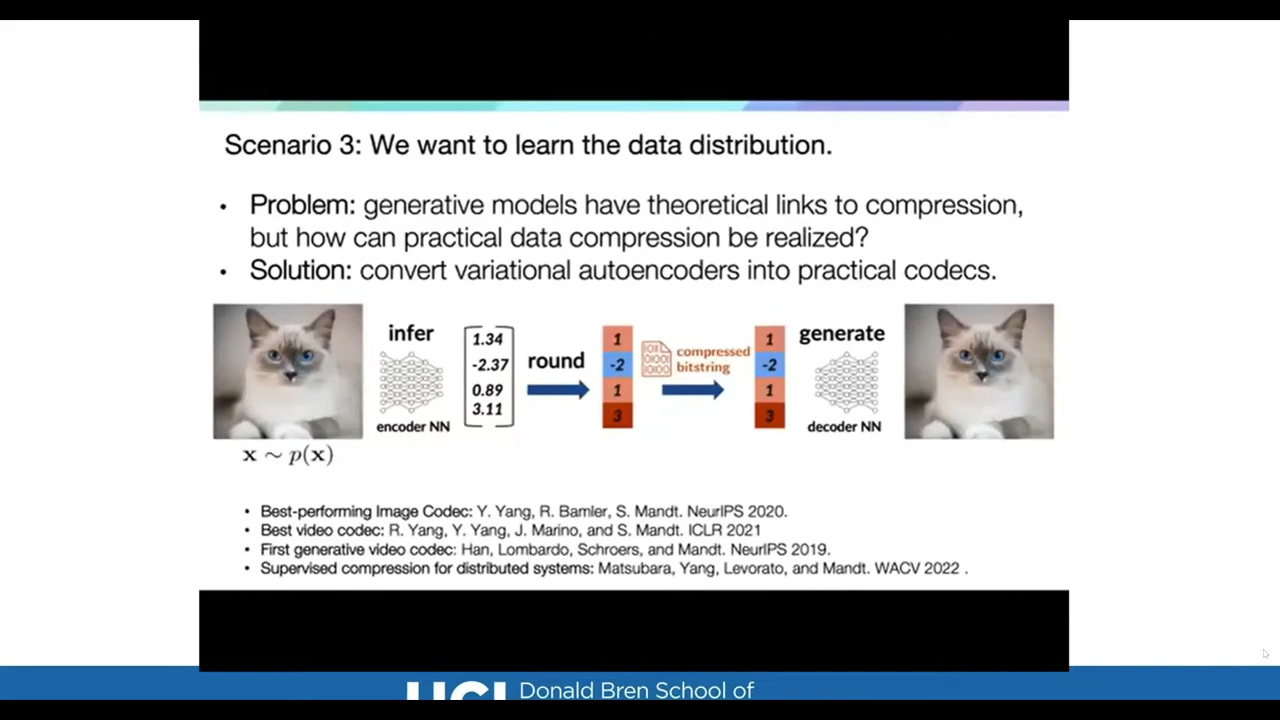 Scenario 3: We want to learn the data distribution.
• Problem: generative models have theoretical links to compression,
but how can practical data compression be realized?
• Solution: convert variational autoencoders into practical codecs.
infer
encoder NN
1.34
-2.37
0.89
3.11
round
1
-2
1
3
compressed
bitstring
1
-2
1
3
generate
decoder NN
x ~ p(x)
• Best-performing Image Codec: Y. Yang, R. Bamler, S. Mandt. NeurIPS 2020.
• Best video codec: R. Yang, Y. Yang, J. Marino, and S. Mandt. ICLR 2021
• First generative video codec: Han, Lombardo, Schroers, and Mandt. NeurIPS 2019.
• Supervised compression for distributed systems: Matsubara, Yang, Levorato, and Mandt. WACV 2022 .
UCI Donald Bren School of